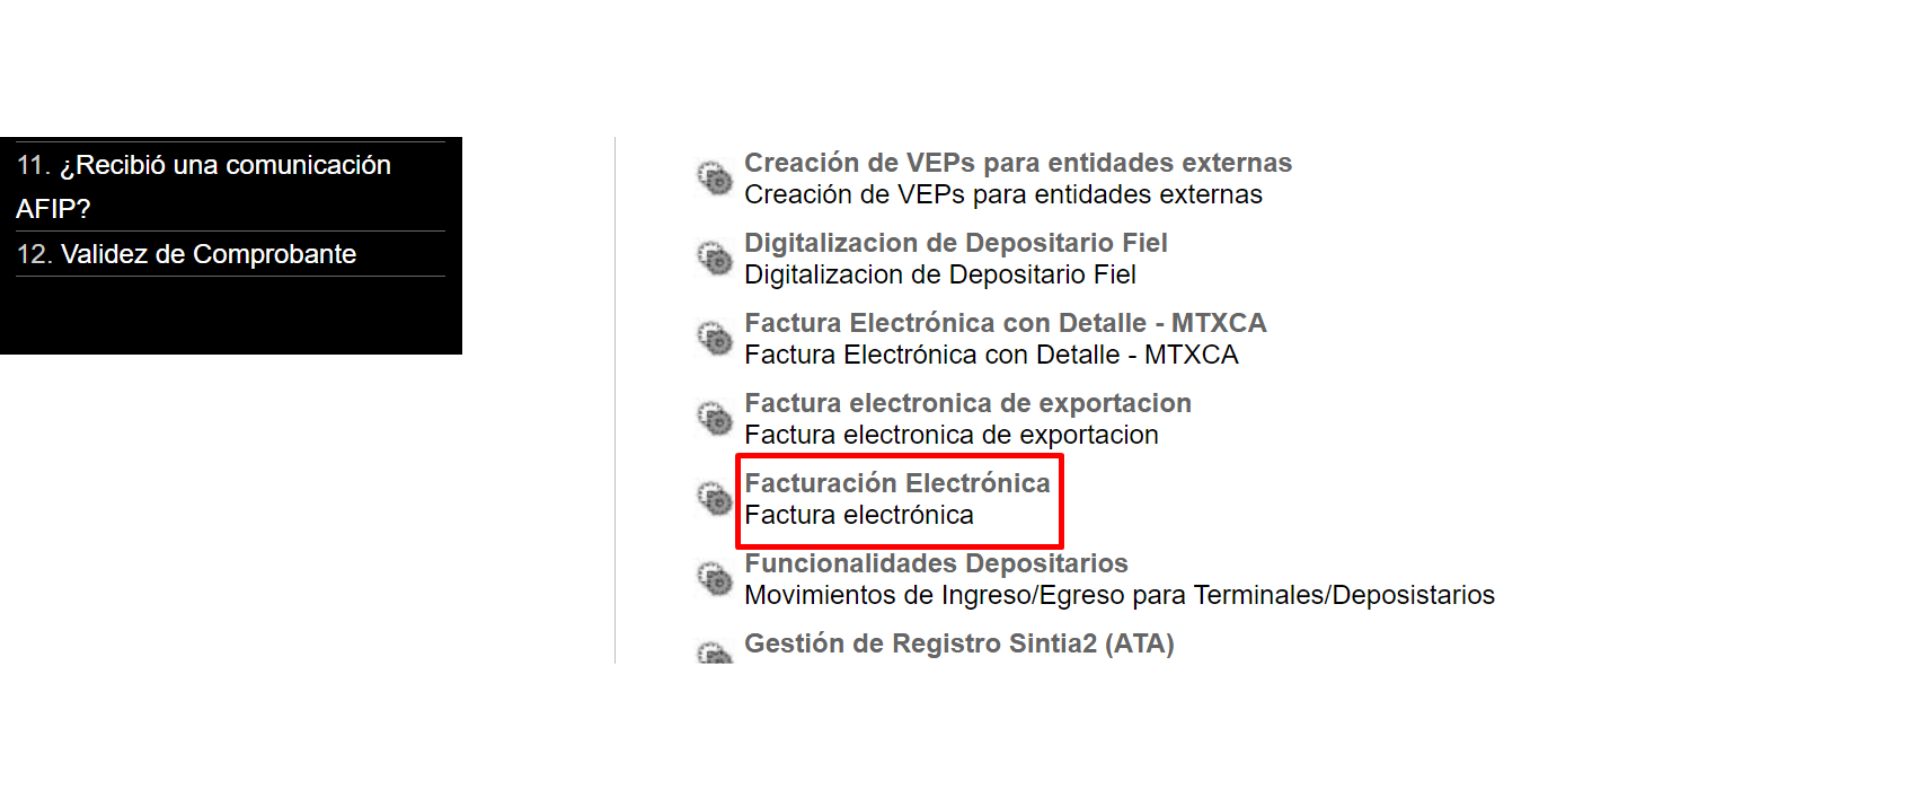 11. ¿Recibió una comunicación
AFIP?
12. Validez de Comprobante
Creación de VEPs para entidades externas
Creación de VEPs para entidades externas
Digitalizacion de Depositario Fiel
Digitalizacion de Depositario Fiel
Factura Electrónica con Detalle - MTXCA
Factura Electrónica con Detalle - MTXCA
Factura electronica de exportacion
Factura electronica de exportacion
Facturación Electrónica
Factura electrónica
Funcionalidades Depositarios
Movimientos de Ingreso/Egreso para Terminales/Deposistarios
Gestión de Registro Sintia2 (ATA)